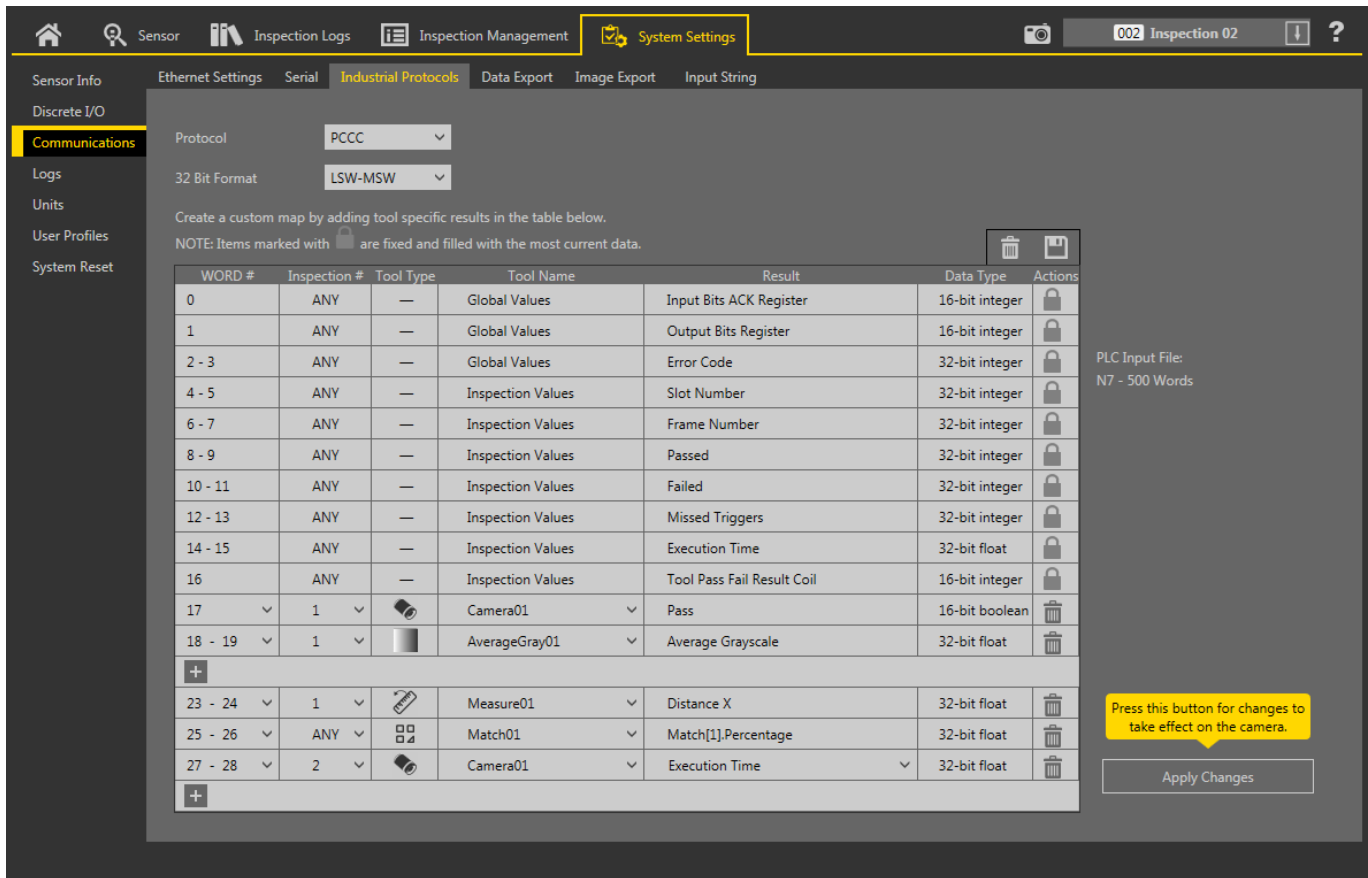 Sensor Inspection Logs Inspection Management System Settings 002 Inspection 02 ?
Sensor Info
Discrete I/O
Communications
Logs
Units
User Profiles
System Reset
Ethernet Settings Serial Industrial Protocols Data Export Image Export Input String
Protocol PCCC
32 Bit Format LSW-MSW
Create a custom map by adding tool specific results in the table below.
NOTE: Items marked with are fixed and filled with the most current data.
WORD # Inspection # Tool Type Tool Name Result Data Type Actions
0 ANY — Global Values Input Bits ACK Register 16-bit integer
1 ANY — Global Values Output Bits Register 16-bit integer
2 - 3 ANY — Global Values Error Code 32-bit integer
4 - 5 ANY — Inspection Values Slot Number 32-bit integer
6 - 7 ANY — Inspection Values Frame Number 32-bit integer
8 - 9 ANY — Inspection Values Passed 32-bit integer
10 - 11 ANY — Inspection Values Failed 32-bit integer
12 - 13 ANY — Inspection Values Missed Triggers 32-bit integer
14 - 15 ANY — Inspection Values Execution Time 32-bit float
16 ANY — Inspection Values Tool Pass Fail Result Coil 16-bit integer
17 1 Camera01 Pass 16-bit boolean
18 - 19 1 AverageGray01 Average Grayscale 32-bit float
+
23 - 24 1 Measure01 Distance X 32-bit float
25 - 26 ANY Match01 Match[1].Percentage 32-bit float
27 - 28 2 Camera01 Execution Time 32-bit float
+
PLC Input File:
N7 - 500 Words
Press this button for changes to
take effect on the camera.
Apply Changes